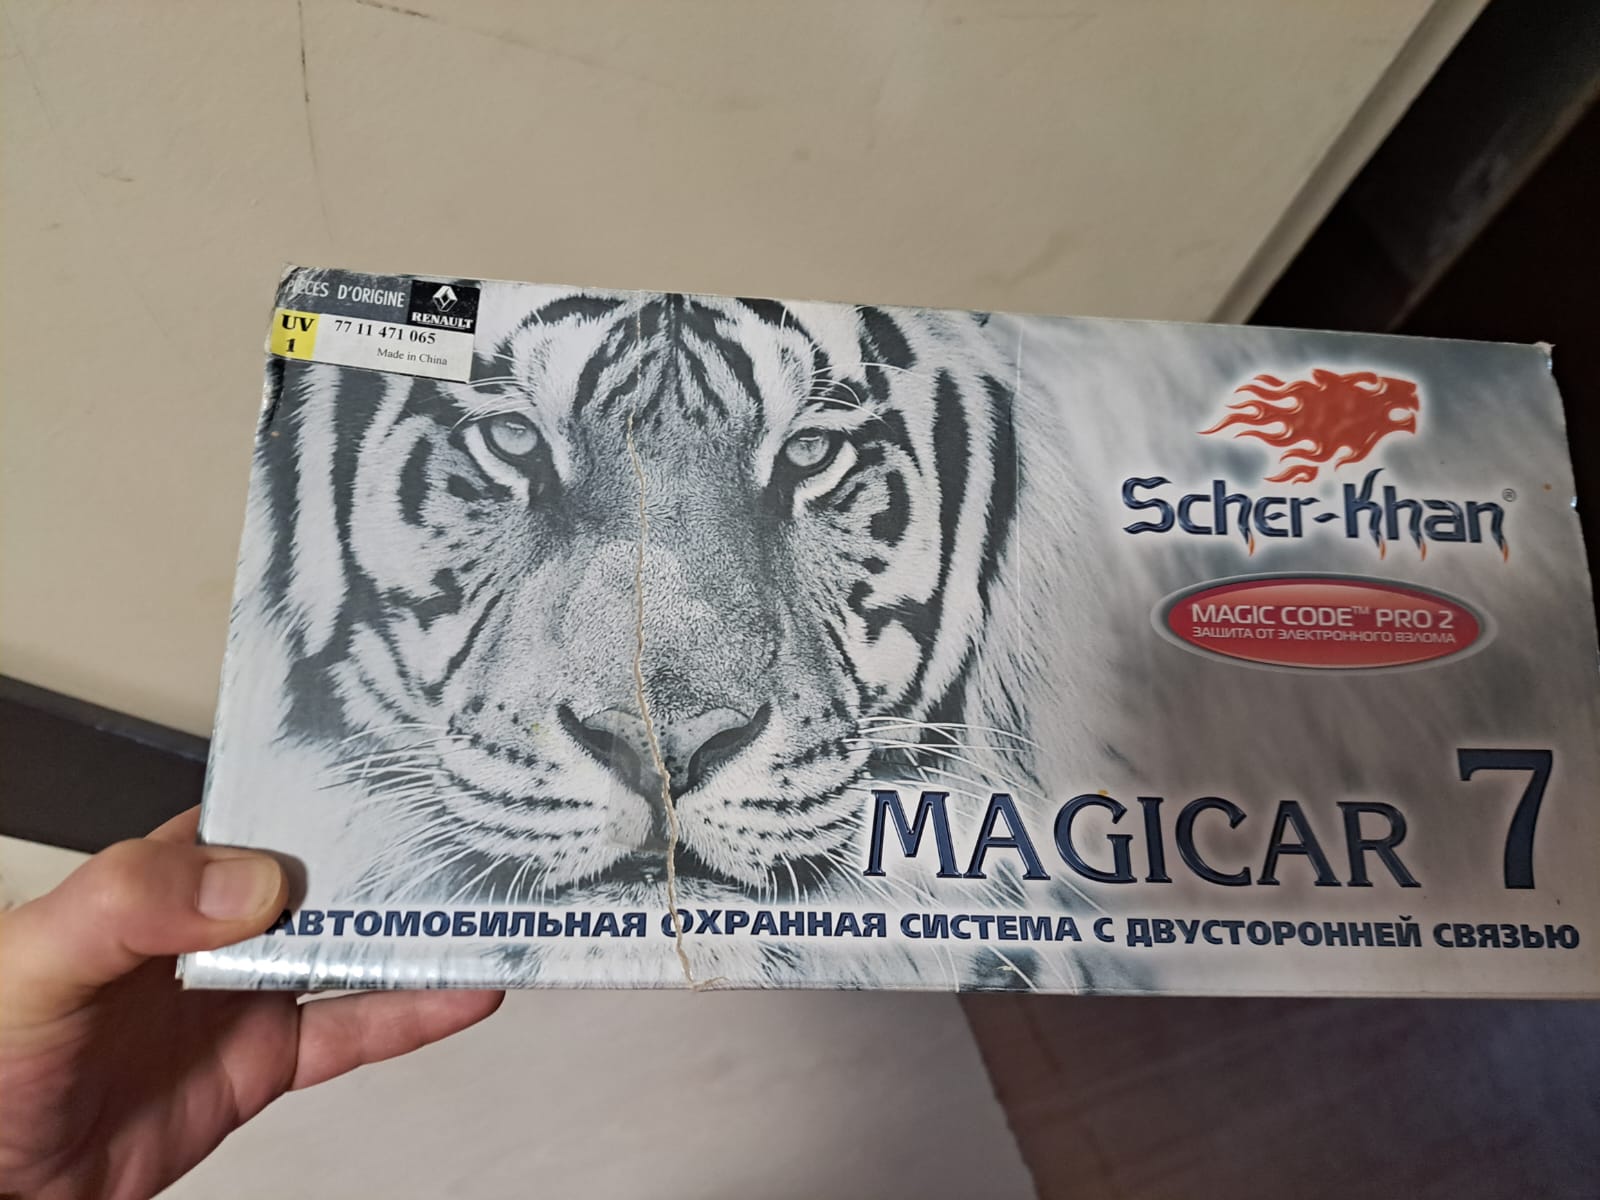 PIÈCES D'ORIGINE
RENAULT
UV
1
77 11 471 065
Made in China
Scher-Khan®
MAGIC CODE™ PRO 2
ЗАЩИТА ОТ ЭЛЕКТРОННОГО ВЗЛОМА
MAGICAR 7
АВТОМОБИЛЬНАЯ ОХРАННАЯ СИСТЕМА С ДВУСТОРОННЕЙ СВЯЗЬЮ